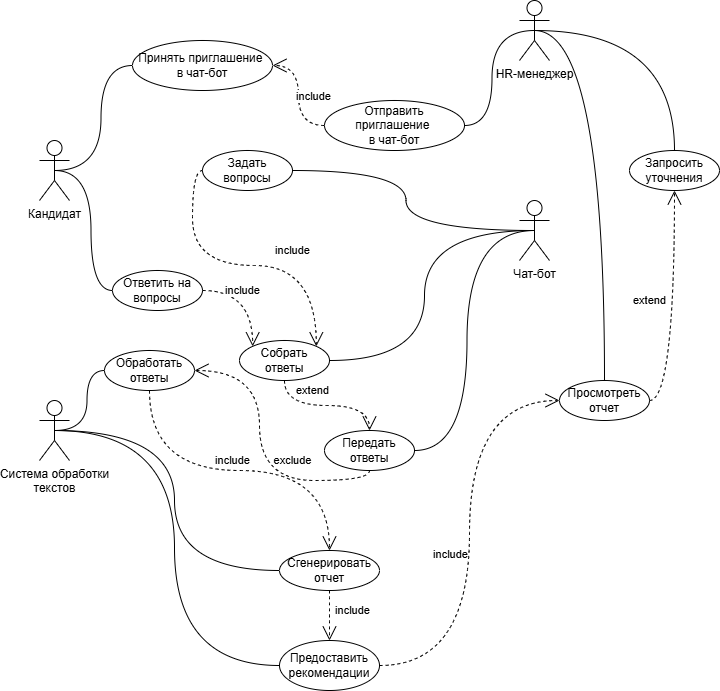 Принять приглашение
в чат-бот
HR-менеджер
include
Отправить
приглашение
в чат-бот
Задать
вопросы
Запросить
уточнения
Кандидат
include
Чат-бот
Ответить на
вопросы
include
extend
Собрать
ответы
Обработать
ответы
extend
Просмотреть
отчет
Передать
ответы
include
exclude
Система обработки
текстов
include
Сгенерировать
отчет
include
Предоставить
рекомендации